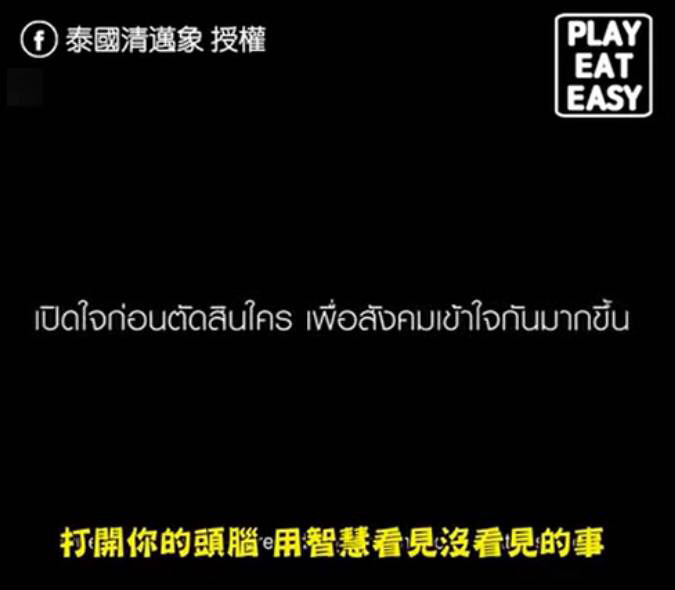 f 泰國清邁象 授權
PLAY
EAT
EASY
เปิดใจก่อนตัดสินใคร เพื่อสังคมเข้าใจกันมากขึ้น
打開你的頭腦 用智慧看見沒看見的事